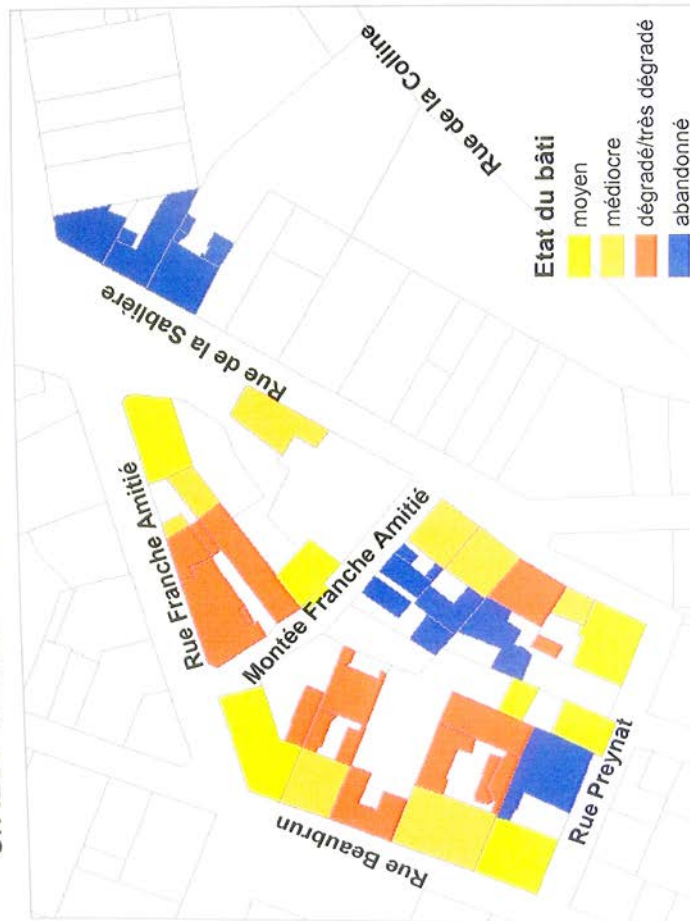 Rue de la Colline
Rue de la Sablière
Rue Franche Amitié
Montée Franche Amitié
Rue Beaubrun
Rue Preynat
Etat du bâti
moyen
médiocre
dégradé/très dégradé
abandonné